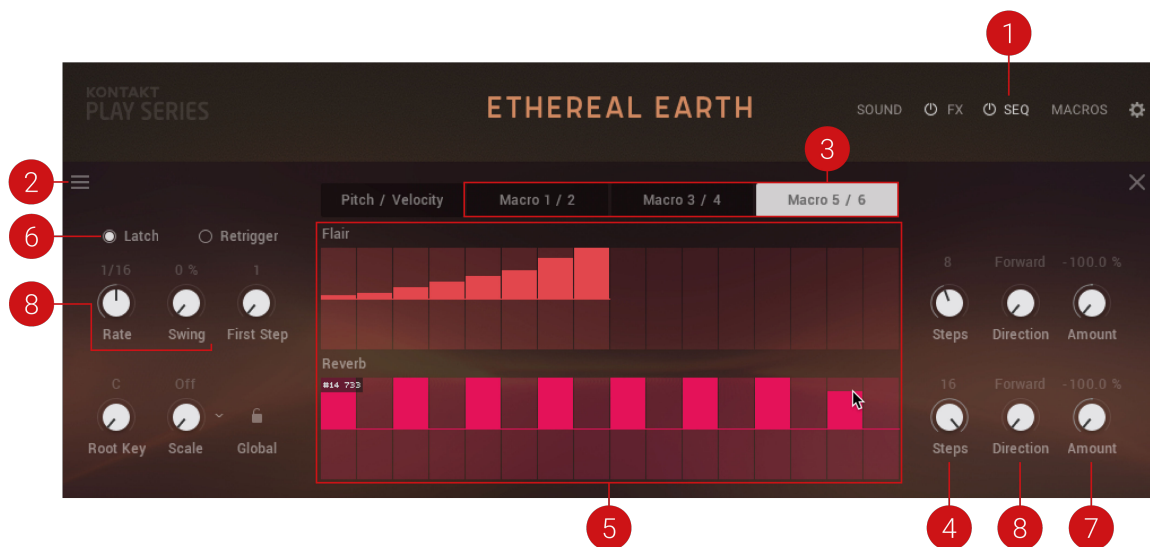 1
KONTAKT
PLAY SERIES
ETHEREAL EARTH
SOUND FX SEQ MACROS
3
2
Pitch / Velocity Macro 1 / 2 Macro 3 / 4 Macro 5 / 6
6
Latch Retrigger
Flair
1/16 0 % 1
8 Forward -100.0 %
8
Rate Swing First Step
Steps Direction Amount
Reverb
C Off
#14 733
16 Forward -100.0 %
Root Key Scale Global
Steps Direction Amount
5
4 8 7